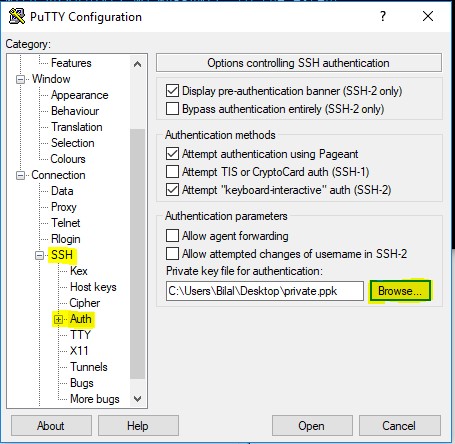 PuTTY Configuration
?
Category:
Features
Window
Appearance
Behaviour
Translation
Selection
Colours
Connection
Data
Proxy
Telnet
Rlogin
SSH
Kex
Host keys
Cipher
Auth
TTY
X11
Tunnels
Bugs
More bugs
Options controlling SSH authentication
Display pre-authentication banner (SSH-2 only)
Bypass authentication entirely (SSH-2 only)
Authentication methods
Attempt authentication using Pageant
Attempt TIS or CryptoCard auth (SSH-1)
Attempt "keyboard-interactive" auth (SSH-2)
Authentication parameters
Allow agent forwarding
Allow attempted changes of username in SSH-2
Private key file for authentication:
C:\Users\Bilal\Desktop\private.ppk
Browse...
About
Help
Open
Cancel